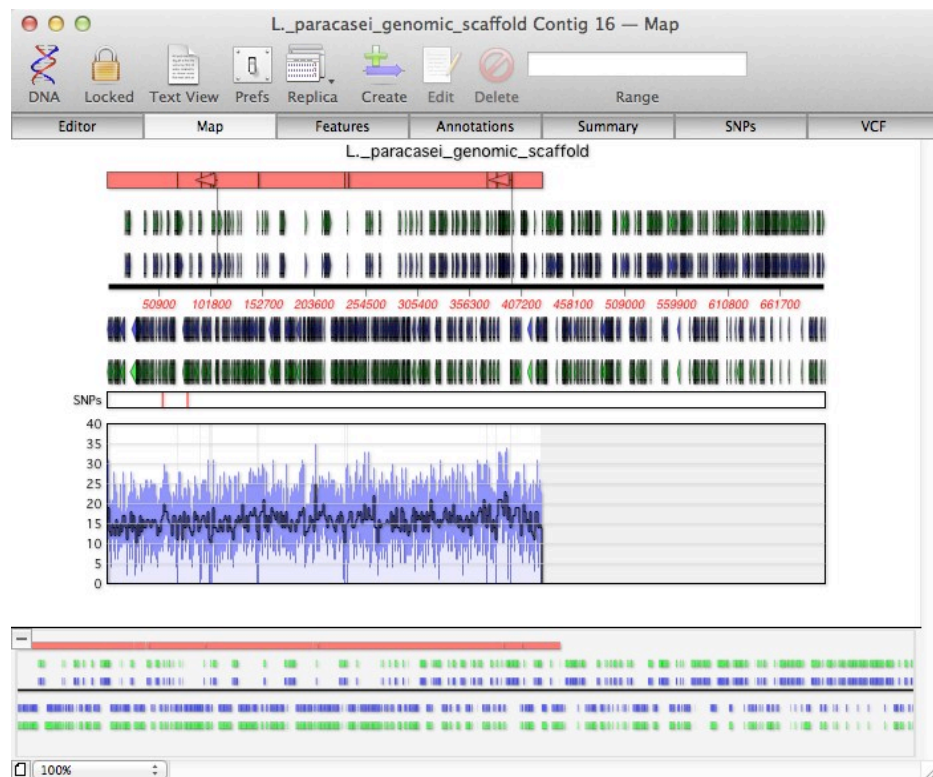 L._paracasei_genomic_scaffold Contig 16 — Map
DNA Locked Text View Prefs Replica Create Edit Delete Range
Editor Map Features Annotations Summary SNPs VCF
L._paracasei_genomic_scaffold
50900 101800 152700 203600 254500 305400 356300 407200 458100 509000 559900 610800 661700
SNPs
40
35
30
25
20
15
10
5
0
100%